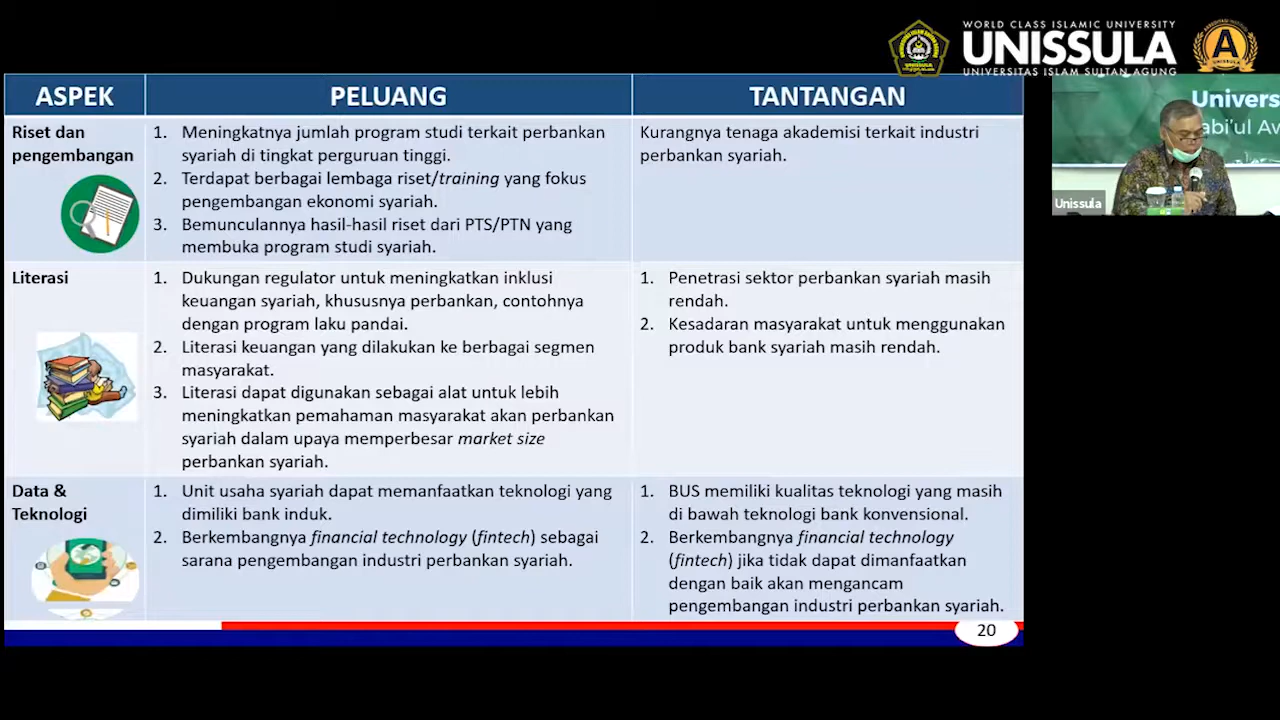 WORLD CLASS ISLAMIC UNIVERSITY
UNISSULA
UNIVERSITAS ISLAM SULTAN AGUNG
A
ASPEK
PELUANG
TANTANGAN
Riset dan
pengembangan
1. Meningkatnya jumlah program studi terkait perbankan
syariah di tingkat perguruan tinggi.
2. Terdapat berbagai lembaga riset/training yang fokus
pengembangan ekonomi syariah.
3. Bemunculannya hasil-hasil riset dari PTS/PTN yang
membuka program studi syariah.
Kurangnya tenaga akademisi terkait industri
perbankan syariah.
Literasi
1. Dukungan regulator untuk meningkatkan inklusi
keuangan syariah, khususnya perbankan, contohnya
dengan program laku pandai.
2. Literasi keuangan yang dilakukan ke berbagai segmen
masyarakat.
3. Literasi dapat digunakan sebagai alat untuk lebih
meningkatkan pemahaman masyarakat akan perbankan
syariah dalam upaya memperbesar market size
perbankan syariah.
1. Penetrasi sektor perbankan syariah masih
rendah.
2. Kesadaran masyarakat untuk menggunakan
produk bank syariah masih rendah.
Data &
Teknologi
1. Unit usaha syariah dapat memanfaatkan teknologi yang
dimiliki bank induk.
2. Berkembangnya financial technology (fintech) sebagai
sarana pengembangan industri perbankan syariah.
1. BUS memiliki kualitas teknologi yang masih
di bawah teknologi bank konvensional.
2. Berkembangnya financial technology
(fintech) jika tidak dapat dimanfaatkan
dengan baik akan mengancam
pengembangan industri perbankan syariah.
20
Univers
abi'ul Aw
Unissula